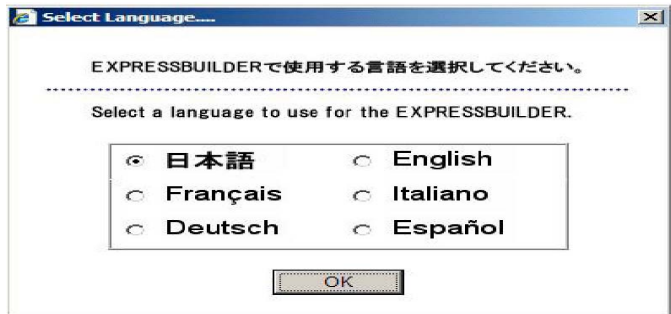 Select Language....
EXPRESSBUILDERで使用する言語を選択してください。
Select a language to use for the EXPRESSBUILDER.
日本語 English
Français Italiano
Deutsch Español
OK